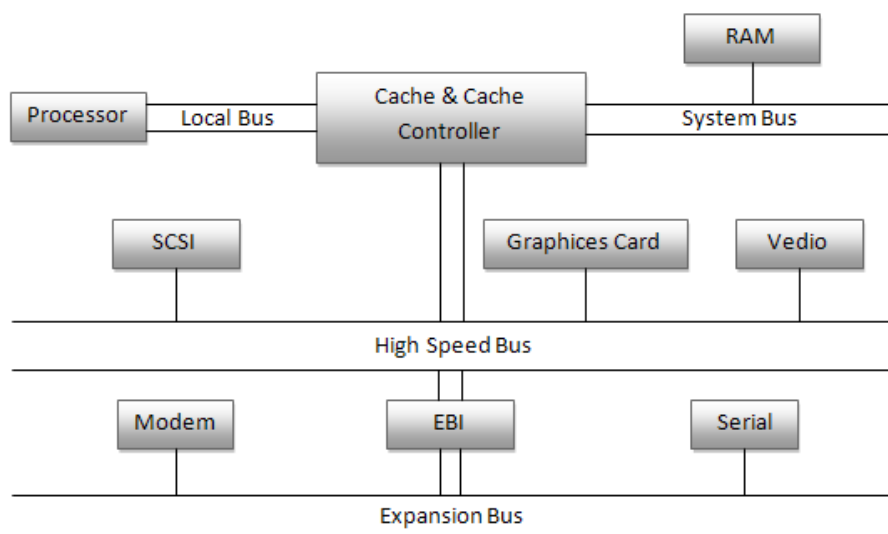 RAM
Cache & Cache
Controller
Processor
Local Bus
System Bus
SCSI
Graphices Card
Vedio
High Speed Bus
Modem
EBI
Serial
Expansion Bus